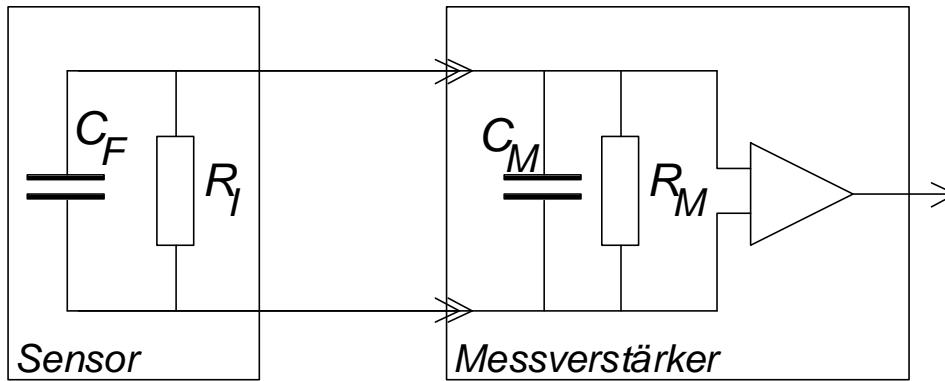 C_F
R_I
C_M
R_M
Sensor
Messverstärker